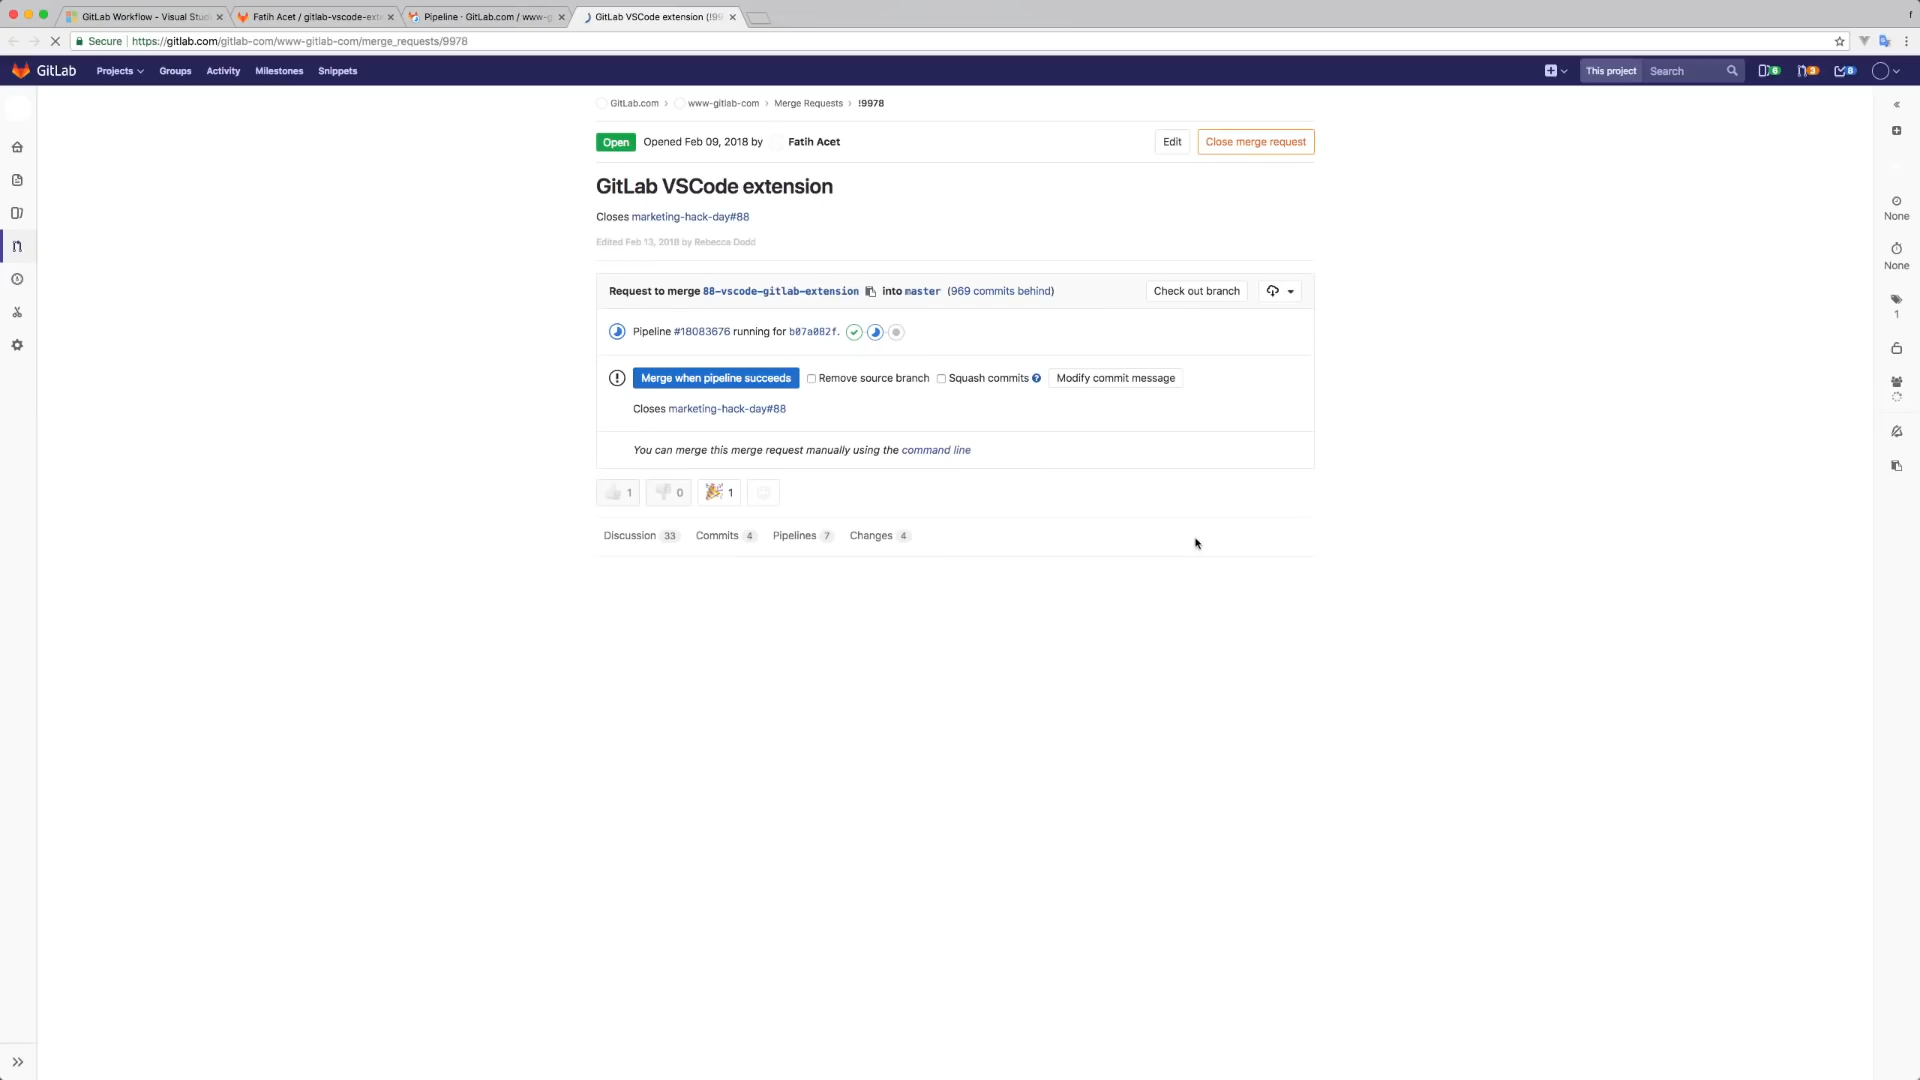 GitLab Workflow - Visual Stud
Fatih Acet / gitlab-vscode-ext
Pipeline · GitLab.com / www-g
GitLab VSCode extension (!99
Secure
https://gitlab.com/gitlab-com/www-gitlab-com/merge_requests/9978
GitLab
Projects
Groups
Activity
Milestones
Snippets
This project
Search
6
3
8
GitLab.com › www-gitlab-com › Merge Requests › !9978
Open
Opened Feb 09, 2018 by Fatih Acet
Edit
Close merge request
GitLab VSCode extension
Closes marketing-hack-day#88
Edited Feb 13, 2018 by Rebecca Dodd
Request to merge 88-vscode-gitlab-extension into master (969 commits behind)
Check out branch
Pipeline #18083676 running for b07a082f.
Merge when pipeline succeeds
Remove source branch
Squash commits
Modify commit message
Closes marketing-hack-day#88
You can merge this merge request manually using the command line
1
0
1
Discussion 33
Commits 4
Pipelines 7
Changes 4
None
None
1